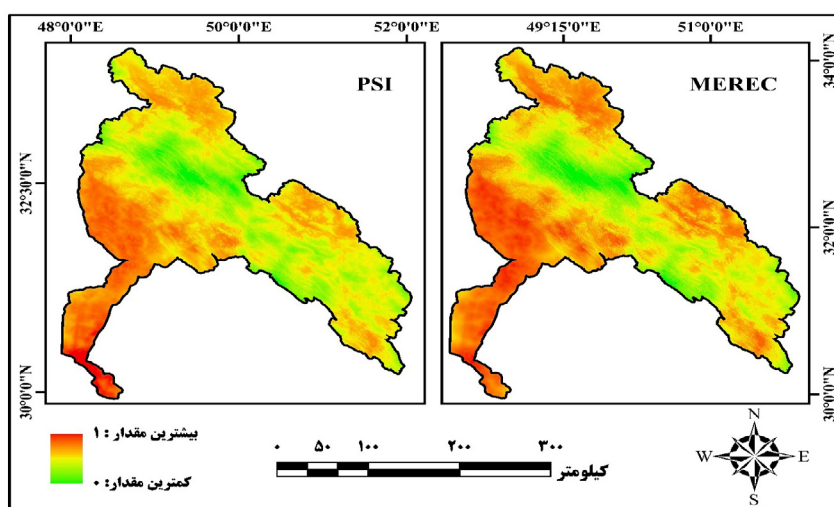 48°0'0"E 50°0'0"E 52°0'0"E
49°15'0"E 51°0'0"E
PSI
MEREC
34°0'0"N
32°30'0"N
32°0'0"N
30°0'0"N
30°0'0"N
بیشترین مقدار: ۱
کمترین مقدار: ۰
۰ ۵۰ ۱۰۰ ۲۰۰ ۳۰۰
کیلومتر
N
W E
S